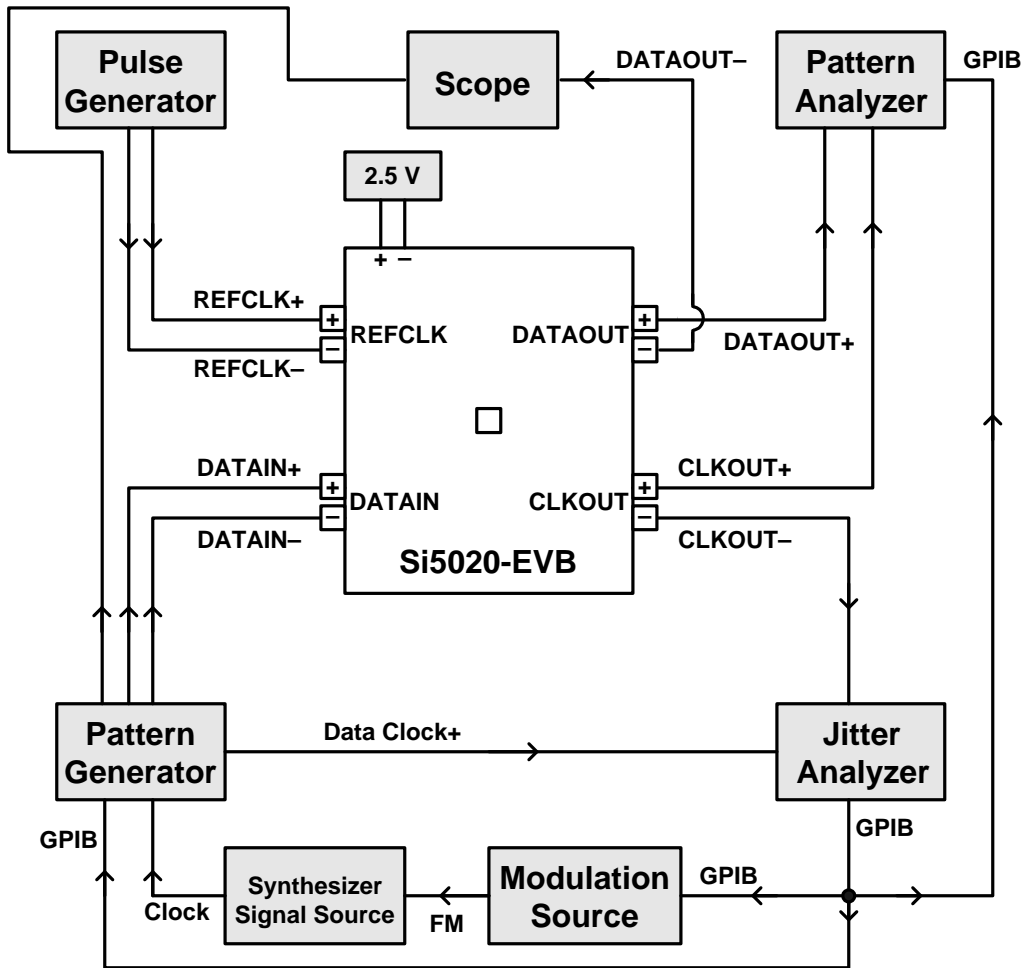 Pulse
Generator
Scope
DATAOUT–
Pattern
Analyzer
GPIB
2.5 V
+ –
REFCLK+
+
REFCLK
–
REFCLK–
DATAOUT
+
–
DATAOUT+
DATAIN+
+
DATAIN
–
DATAIN–
CLKOUT+
+
CLKOUT
–
CLKOUT–
Si5020-EVB
Pattern
Generator
Data Clock+
Jitter
Analyzer
GPIB
GPIB
Synthesizer
Signal Source
Clock
FM
Modulation
Source
GPIB